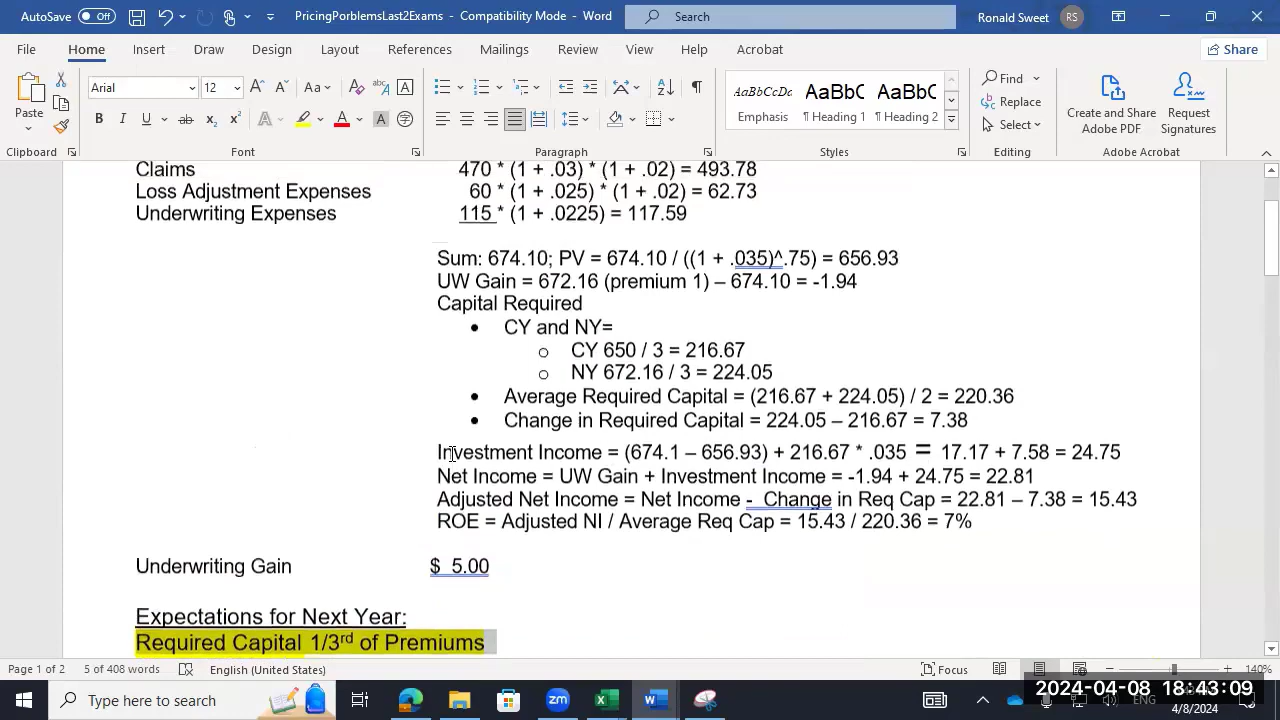 AutoSave Off PricingPorblemsLast2Exams - Compatibility Mode - Word Search Ronald Sweet RS
File Home Insert Draw Design Layout References Mailings Review View Help Acrobat Share
Paste Arial 12 Aa Find
Replace
Select
AaBbCcDc AaBbC AaBbC
Emphasis ¶ Heading 1 ¶ Heading 2
Create and Share Adobe PDF Request Signatures
Clipboard Font Paragraph Styles Editing Adobe Acrobat
Claims 470 * (1 + .03) * (1 + .02) = 493.78
Loss Adjustment Expenses 60 * (1 + .025) * (1 + .02) = 62.73
Underwriting Expenses 115 * (1 + .0225) = 117.59
Sum: 674.10; PV = 674.10 / ((1 + .035)^.75) = 656.93
UW Gain = 672.16 (premium 1) – 674.10 = -1.94
Capital Required
• CY and NY=
o CY 650 / 3 = 216.67
o NY 672.16 / 3 = 224.05
• Average Required Capital = (216.67 + 224.05) / 2 = 220.36
• Change in Required Capital = 224.05 – 216.67 = 7.38
Investment Income = (674.1 – 656.93) + 216.67 * .035 = 17.17 + 7.58 = 24.75
Net Income = UW Gain + Investment Income = -1.94 + 24.75 = 22.81
Adjusted Net Income = Net Income - Change in Req Cap = 22.81 – 7.38 = 15.43
ROE = Adjusted NI / Average Req Cap = 15.43 / 220.36 = 7%
Underwriting Gain $ 5.00
Expectations for Next Year:
Required Capital 1/3rd of Premiums
Page 1 of 2 5 of 408 words English (United States) Focus 140%
Type here to search
2024-04-08 18:43:09
4/8/2024